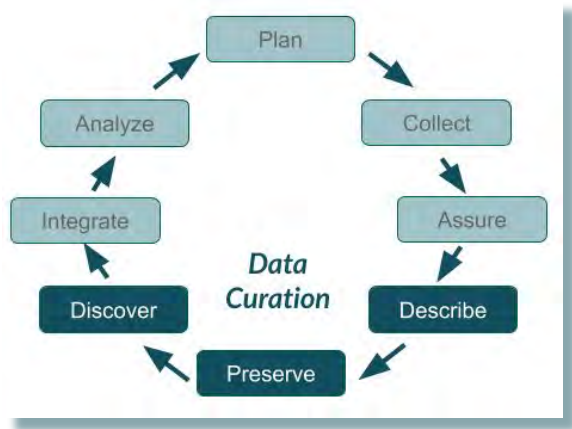 Plan
Analyze
Collect
Integrate
Assure
Data
Curation
Discover
Describe
Preserve